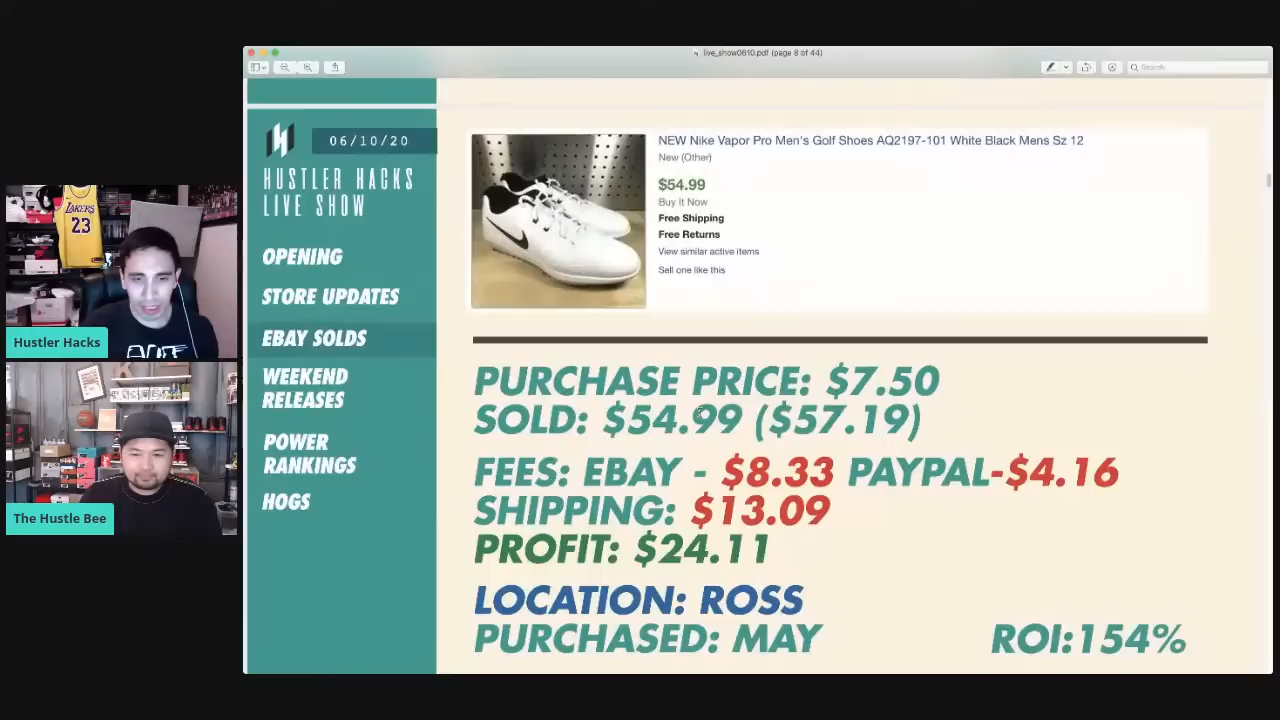 live_show0610.pdf (page 8 of 44)
Search
06/10/20
HUSTLER HACKS
LIVE SHOW
OPENING
STORE UPDATES
EBAY SOLDS
WEEKEND
RELEASES
POWER
RANKINGS
HOGS
NEW Nike Vapor Pro Men's Golf Shoes AQ2197-101 White Black Mens Sz 12
New (Other)
$54.99
Buy It Now
Free Shipping
Free Returns
View similar active items
Sell one like this
PURCHASE PRICE: $7.50
SOLD: $54.99 ($57.19)
FEES: EBAY - $8.33 PAYPAL-$4.16
SHIPPING: $13.09
PROFIT: $24.11
LOCATION: ROSS
PURCHASED: MAY
ROI:154%
LAKERS
23
Hustler Hacks
The Hustle Bee